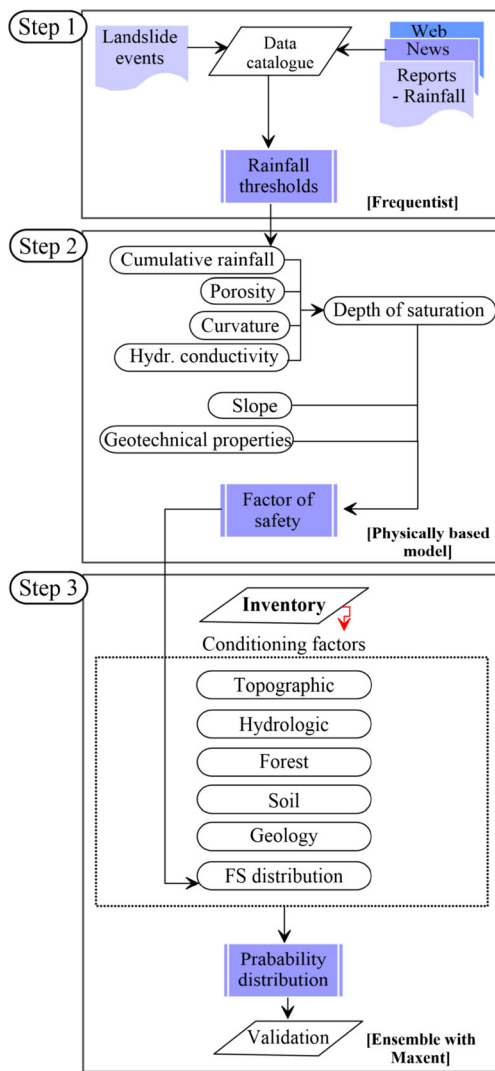 Step 1
Landslide
events
Data
catalogue
Web
News
Reports
- Rainfall
Rainfall
thresholds
[Frequentist]
Step 2
Cumulative rainfall
Porosity
Curvature
Hydr. conductivity
Depth of saturation
Slope
Geotechnical properties
Factor of
safety
[Physically based
model]
Step 3
Inventory
Conditioning factors
Topographic
Hydrologic
Forest
Soil
Geology
FS distribution
Prabability
distribution
Validation
[Ensemble with
Maxent]